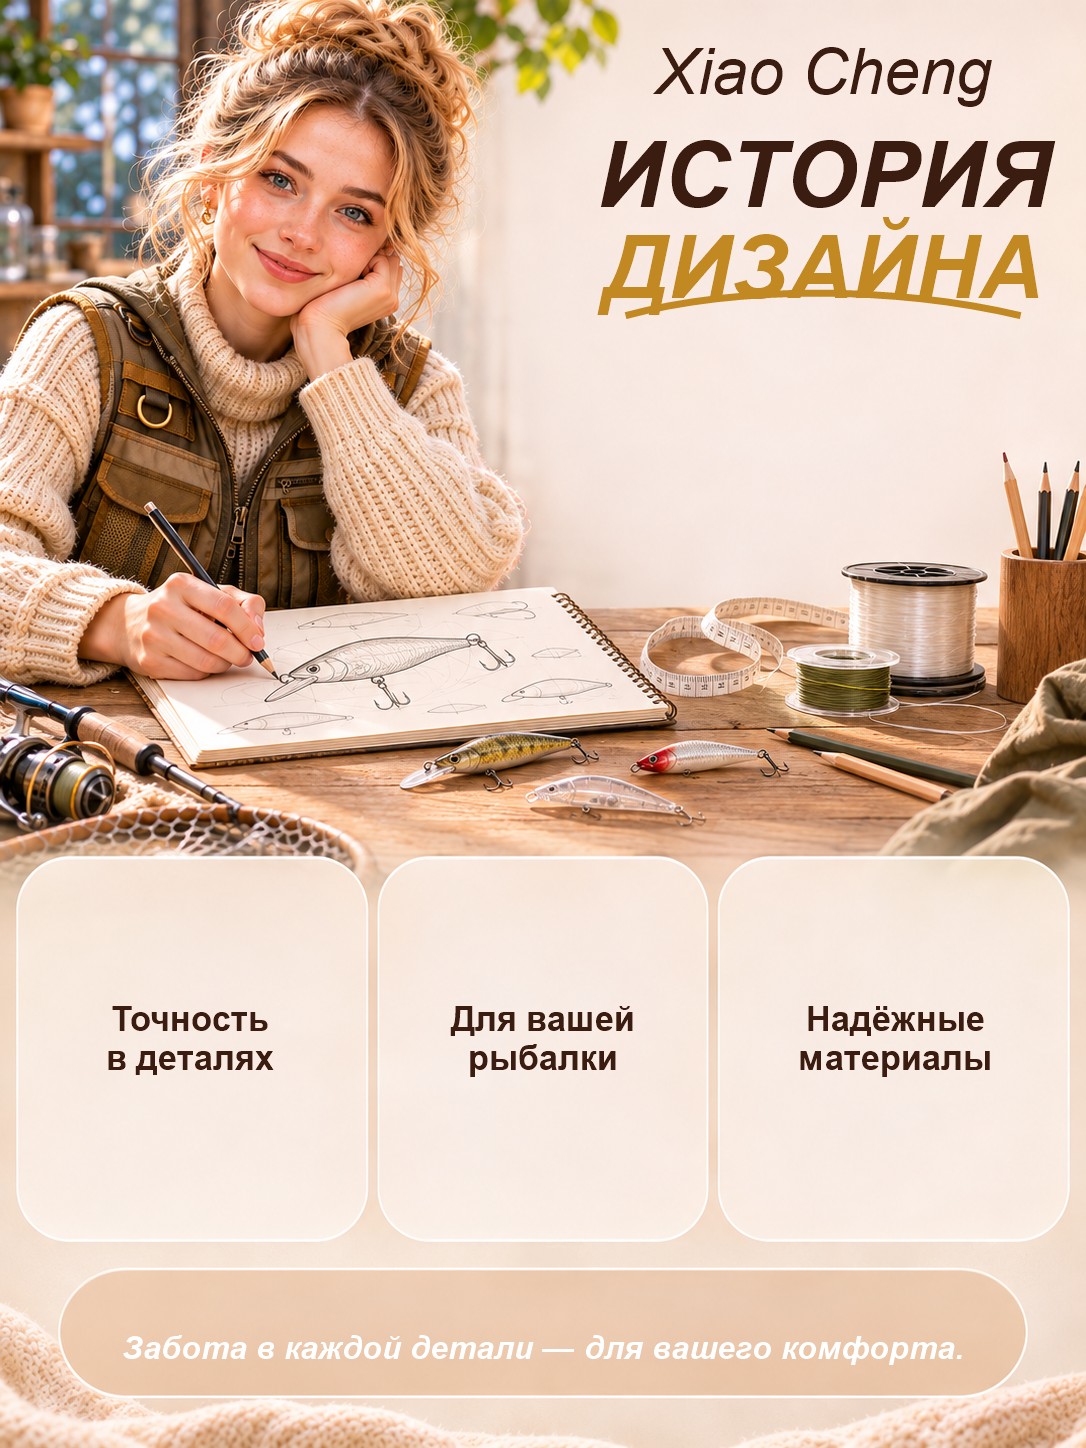 Xiao Cheng
ИСТОРИЯ
ДИЗАЙНА
Точность
в деталях
Для вашей
рыбалки
Надёжные
материалы
Забота в каждой детали — для вашего комфорта.